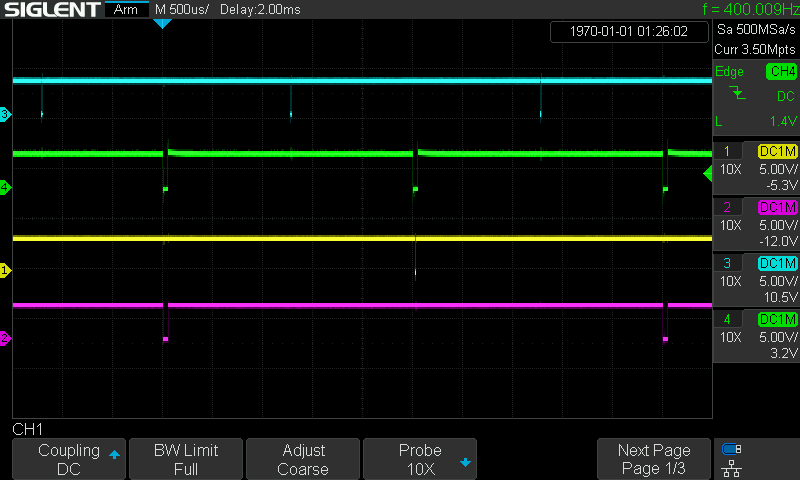 SIGLENT Arm M 500us/ Delay:2.00ms f = 400.009Hz
1970-01-01 01:26:02
Sa 500MSa/s
Curr 3.50Mpts
Edge CH4
DC
L 1.4V
1 DC1M
10X 5.00V/
-5.3V
2 DC1M
10X 5.00V/
-12.0V
3 DC1M
10X 5.00V/
10.5V
4 DC1M
10X 5.00V/
3.2V
3
4
1
2
CH1
Coupling
DC
BW Limit
Full
Adjust
Coarse
Probe
10X
Next Page
Page 1/3